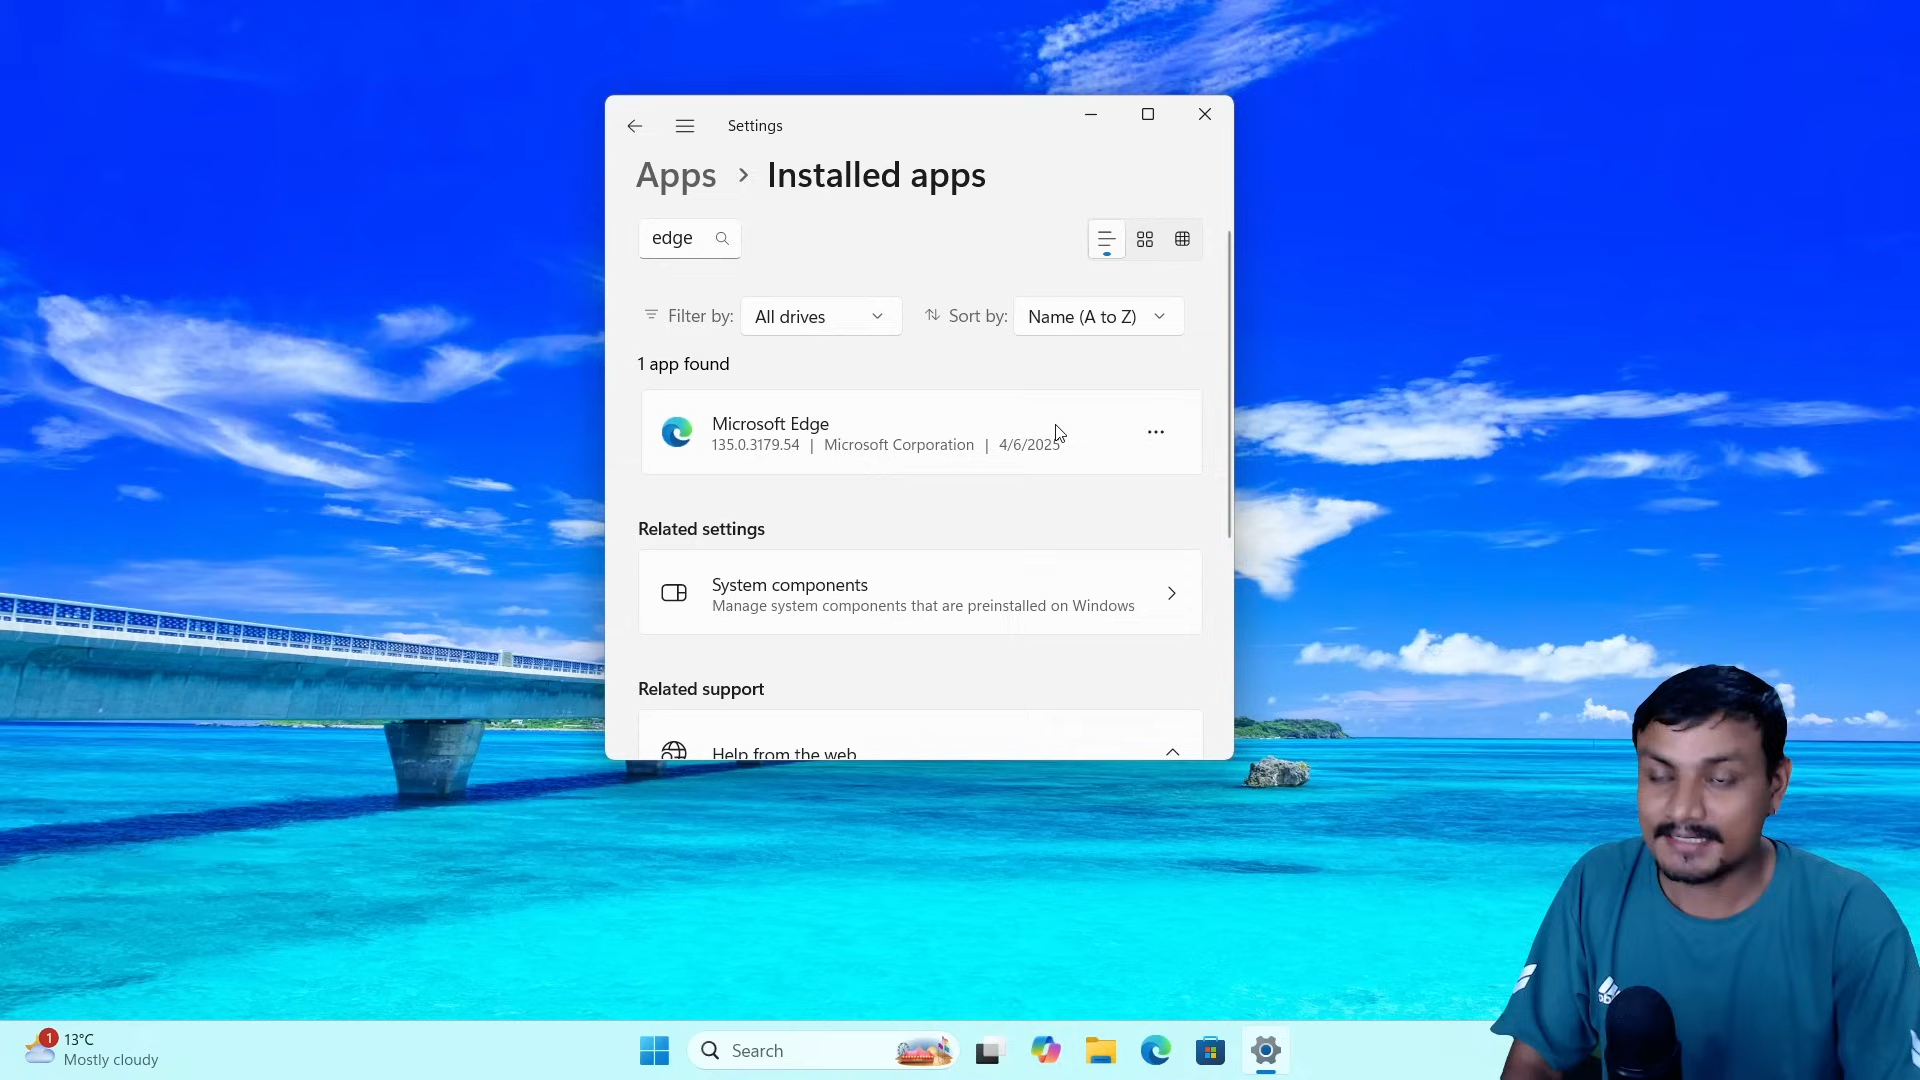 Settings
Apps > Installed apps
edge
Filter by: All drives
Sort by: Name (A to Z)
1 app found
Microsoft Edge
135.0.3179.54 | Microsoft Corporation | 4/6/2025
Related settings
System components
Manage system components that are preinstalled on Windows
Related support
Help from the web
1
13°C
Mostly cloudy
Search